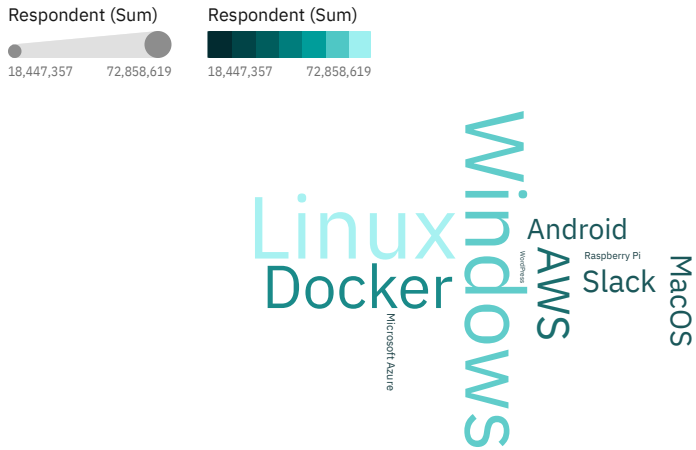 Respondent (Sum)
18,447,357 72,858,619
Respondent (Sum)
18,447,357 72,858,619
Linux
Docker
Microsoft Azure
Windows
WordPress
Android
AWS
Raspberry Pi
Slack
MacOS